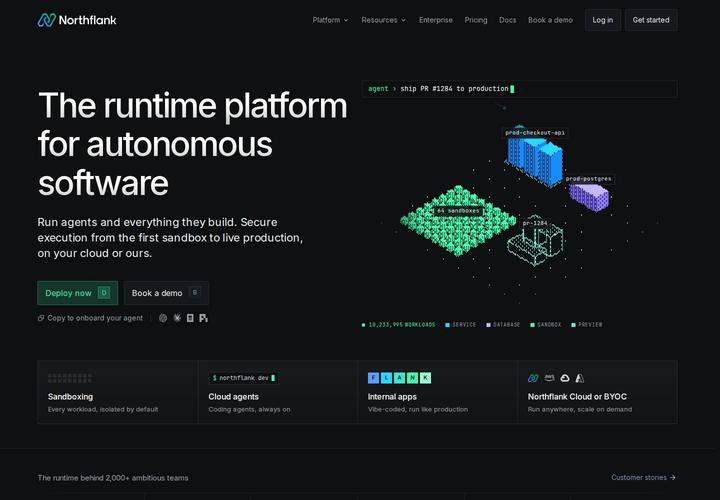 Northflank
Platform
Resources
Enterprise
Pricing
Docs
Book a demo
Log in
Get started
agent › ship PR #1284 to production
The runtime platform
for autonomous
software
prod-checkout-api
prod-postgres
64 sandboxes
pr-1284
Run agents and everything they build. Secure
execution from the first sandbox to live production,
on your cloud or ours.
Deploy now D
Book a demo B
Copy to onboard your agent
10,233,995 WORKLOADS
SERVICE
DATABASE
SANDBOX
PREVIEW
Sandboxing
Every workload, isolated by default
$ northflank dev
Cloud agents
Coding agents, always on
F L A N K
Internal apps
Vibe-coded, run like production
aws
Northflank Cloud or BYOC
Run anywhere, scale on demand
The runtime behind 2,000+ ambitious teams
Customer stories →